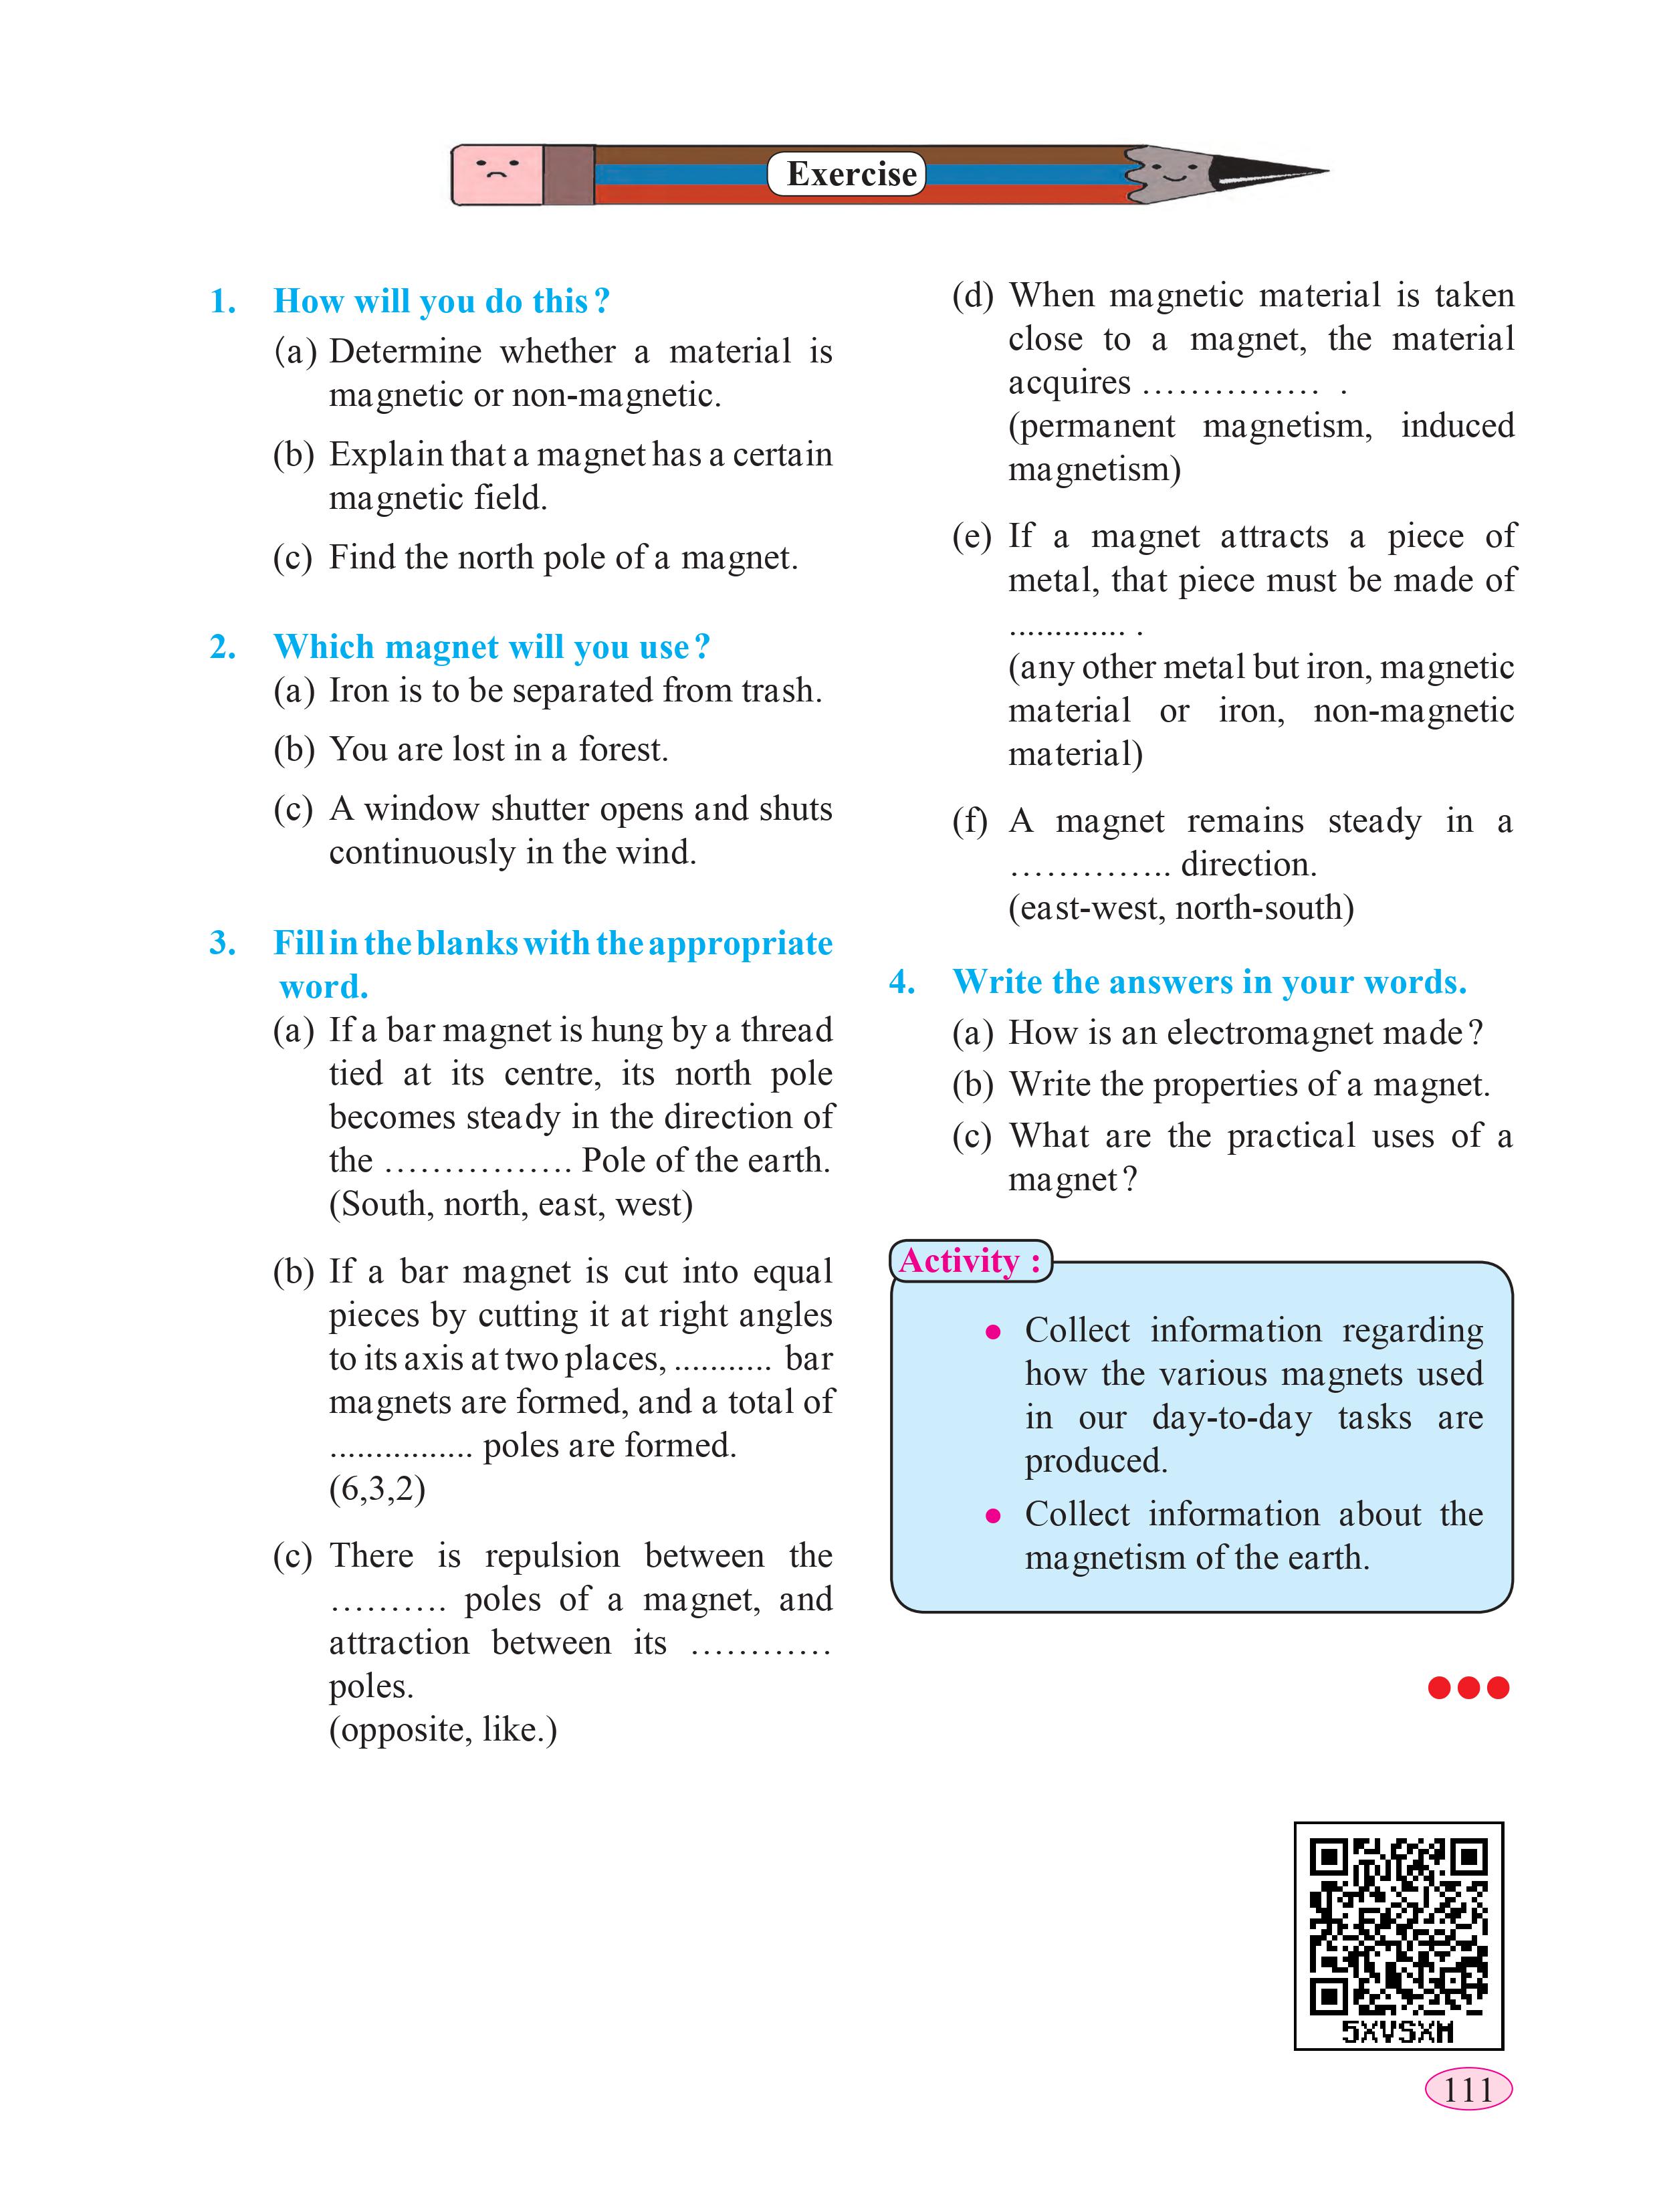 Exercise
1. How will you do this?
(a) Determine whether a material is
magnetic or non-magnetic.
(b) Explain that a magnet has a certain
magnetic field.
(c) Find the north pole of a magnet.
2. Which magnet will you use?
(a) Iron is to be separated from trash.
(b) You are lost in a forest.
(c) A window shutter opens and shuts
continuously in the wind.
3. Fill in the blanks with the appropriate
word.
(a) If a bar magnet is hung by a thread
tied at its centre, its north pole
becomes steady in the direction of
the ................ Pole of the earth.
(South, north, east, west)
(b) If a bar magnet is cut into equal
pieces by cutting it at right angles
to its axis at two places, ........... bar
magnets are formed, and a total of
................ poles are formed.
(6,3,2)
(c) There is repulsion between the
.......... poles of a magnet, and
attraction between its ............
poles.
(opposite, like.)
(d) When magnetic material is taken
close to a magnet, the material
acquires ............... .
(permanent magnetism, induced
magnetism)
(e) If a magnet attracts a piece of
metal, that piece must be made of
............. .
(any other metal but iron, magnetic
material or iron, non-magnetic
material)
(f) A magnet remains steady in a
.............. direction.
(east-west, north-south)
4. Write the answers in your words.
(a) How is an electromagnet made?
(b) Write the properties of a magnet.
(c) What are the practical uses of a
magnet?
Activity :
● Collect information regarding
how the various magnets used
in our day-to-day tasks are
produced.
● Collect information about the
magnetism of the earth.
5XVSXM
111